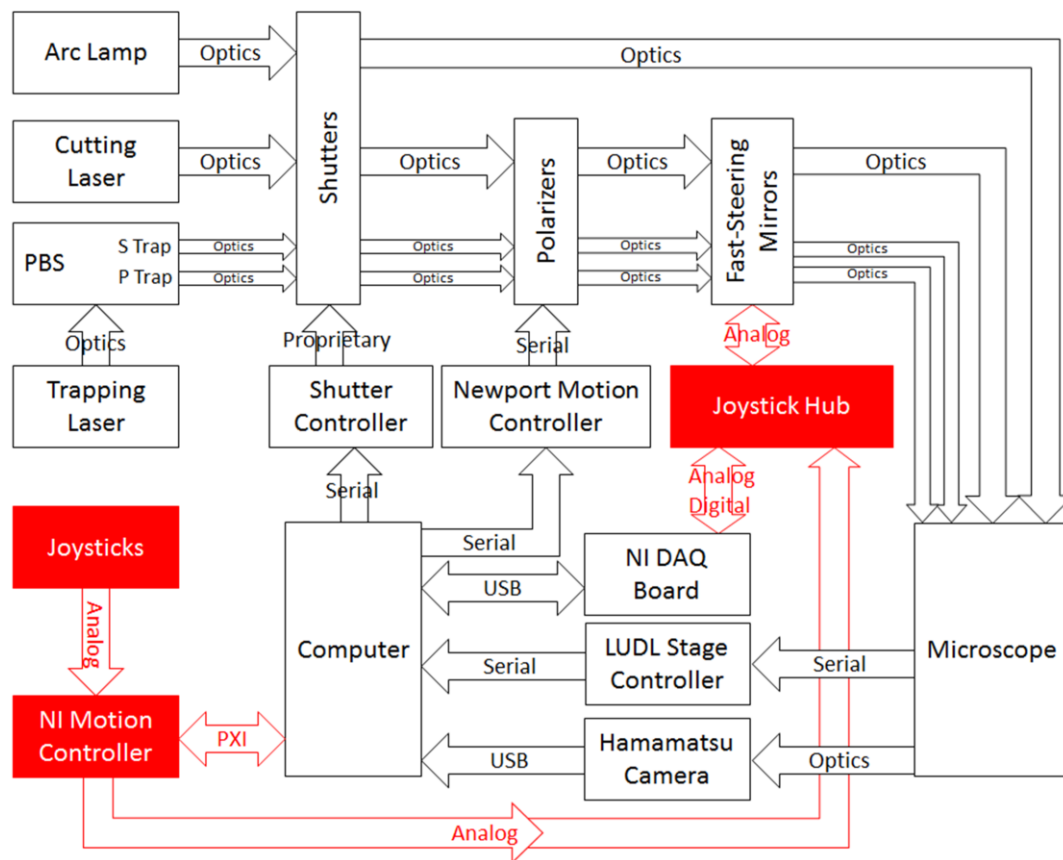 Arc Lamp
Optics
Optics
Shutters
Cutting
Laser
Optics
Optics
Polarizers
Optics
Fast-Steering
Mirrors
Optics
PBS
S Trap
P Trap
Optics
Optics
Optics
Optics
Optics
Optics
Optics
Optics
Optics
Proprietary
Serial
Analog
Trapping
Laser
Shutter
Controller
Newport Motion
Controller
Joystick Hub
Serial
Analog
Digital
Joysticks
Serial
NI DAQ
Board
USB
Analog
Computer
LUDL Stage
Controller
Serial
Serial
Microscope
NI Motion
Controller
PXI
Hamamatsu
Camera
USB
Optics
Analog